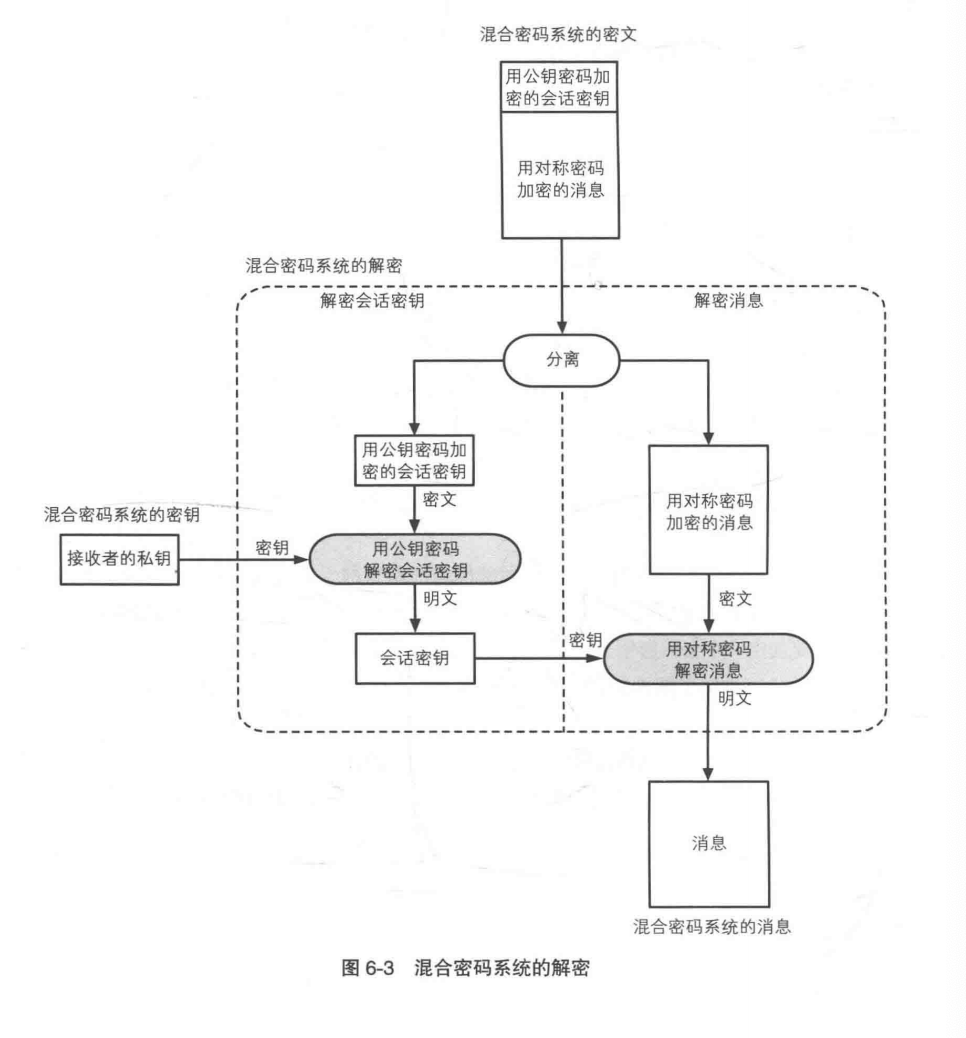 混合密码系统的密文
用公钥密码加
密的会话密钥
用对称密码
加密的消息
混合密码系统的解密
解密会话密钥
解密消息
分离
用公钥密码加
密的会话密钥
密文
用对称密码
加密的消息
混合密码系统的密钥
接收者的私钥
密钥
用公钥密码
解密会话密钥
明文
密文
会话密钥
密钥
用对称密码
解密消息
明文
消息
混合密码系统的消息
图 6-3 混合密码系统的解密